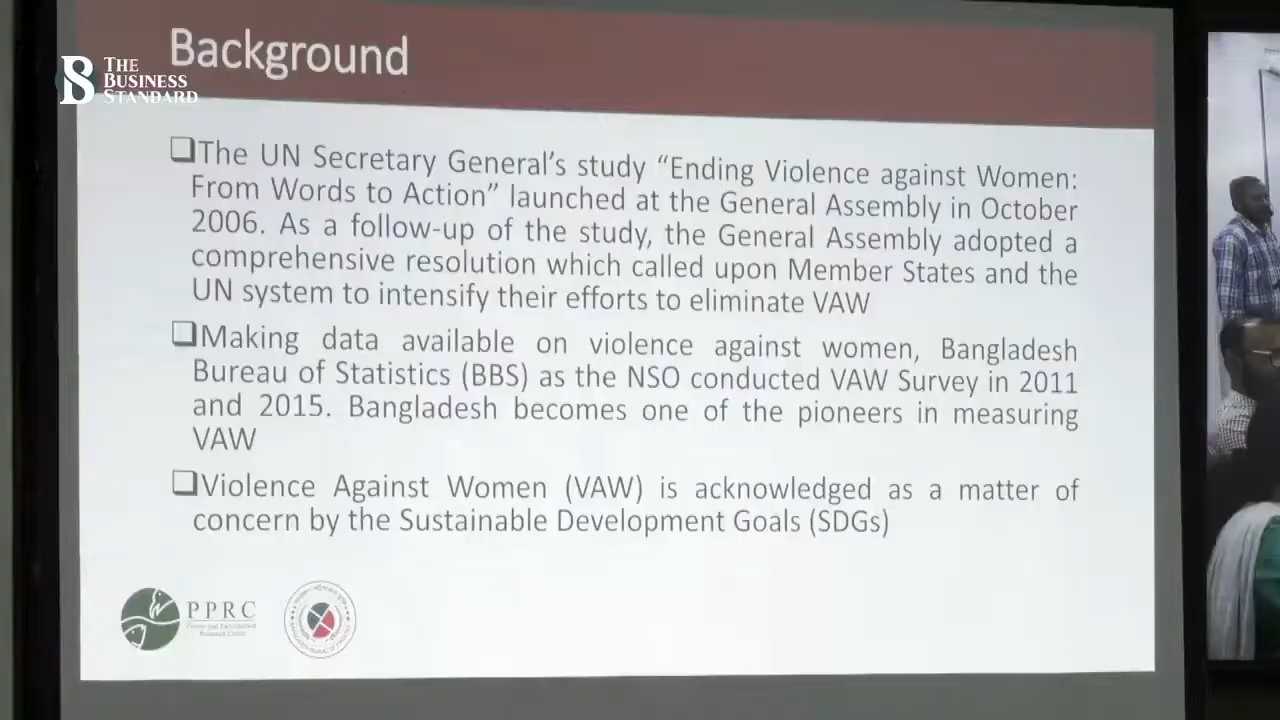 Background
THE
BUSINESS
STANDARD
❑The UN Secretary General's study “Ending Violence against Women:
From Words to Action” launched at the General Assembly in October
2006. As a follow-up of the study, the General Assembly adopted a
comprehensive resolution which called upon Member States and the
UN system to intensify their efforts to eliminate VAW
❑Making data available on violence against women, Bangladesh
Bureau of Statistics (BBS) as the NSO conducted VAW Survey in 2011
and 2015. Bangladesh becomes one of the pioneers in measuring
VAW
❑Violence Against Women (VAW) is acknowledged as a matter of
concern by the Sustainable Development Goals (SDGs)
PPRC